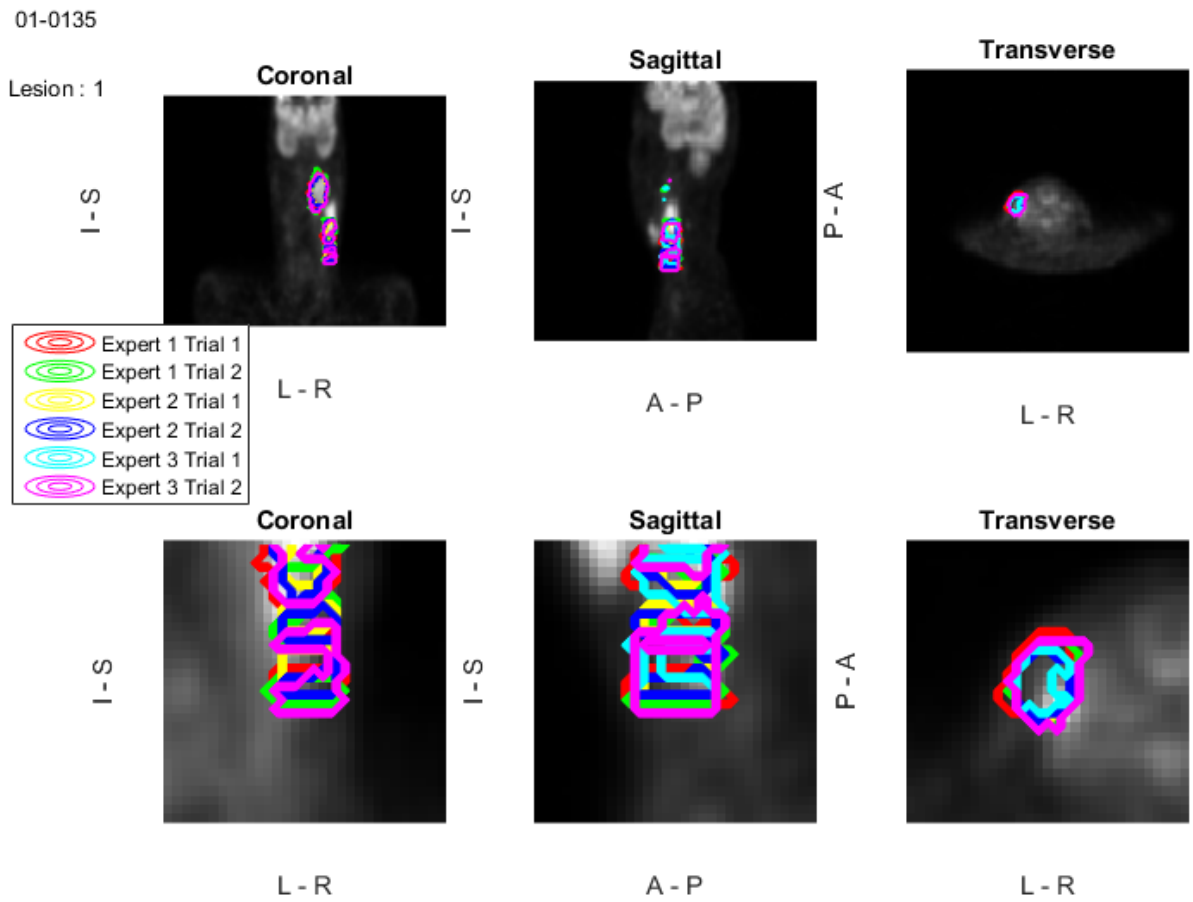 01-0135
Lesion : 1
Coronal
Sagittal
Transverse
I - S
I - S
P - A
L - R
A - P
L - R
Expert 1 Trial 1
Expert 1 Trial 2
Expert 2 Trial 1
Expert 2 Trial 2
Expert 3 Trial 1
Expert 3 Trial 2
Coronal
Sagittal
Transverse
I - S
I - S
P - A
L - R
A - P
L - R